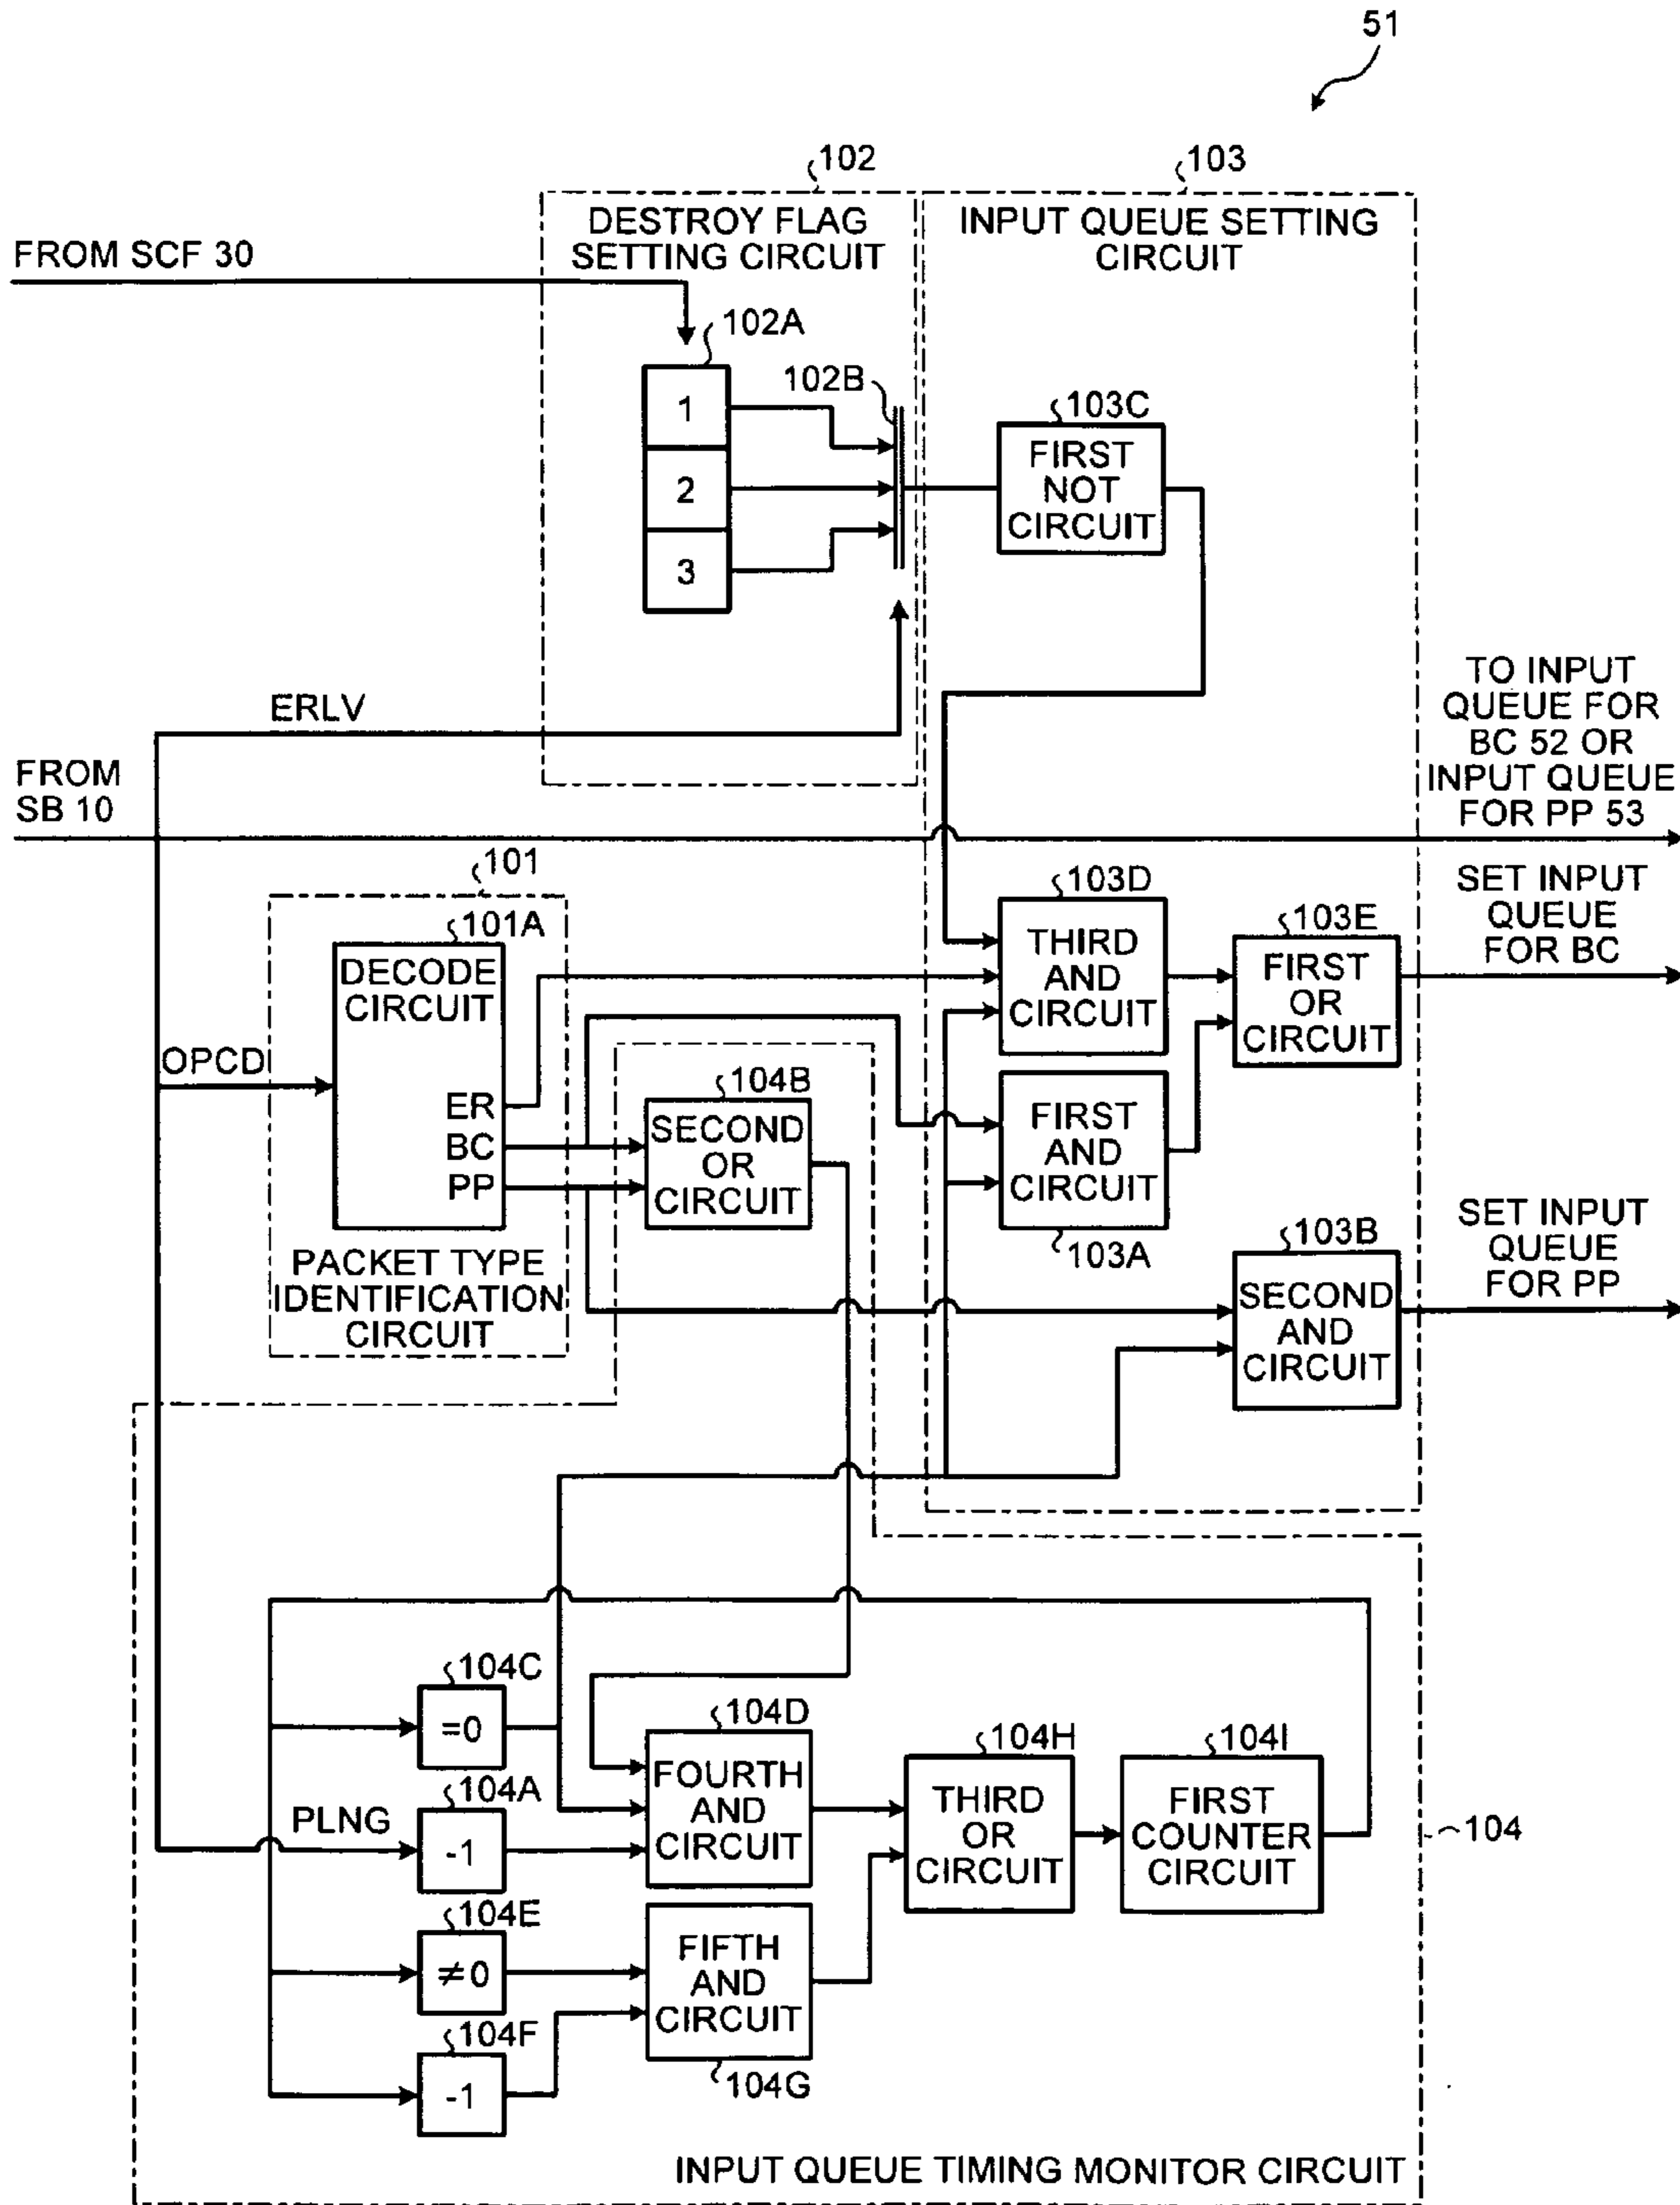 51
102
103
DESTROY FLAG
SETTING CIRCUIT
INPUT QUEUE SETTING
CIRCUIT
FROM SCF 30
102A
102B
1
2
3
103C
FIRST
NOT
CIRCUIT
ERLV
FROM
SB 10
TO INPUT
QUEUE FOR
BC 52 OR
INPUT QUEUE
FOR PP 53
101
101A
DECODE
CIRCUIT
OPCD
ER
BC
PP
PACKET TYPE
IDENTIFICATION
CIRCUIT
104B
SECOND
OR
CIRCUIT
103D
THIRD
AND
CIRCUIT
103E
FIRST
OR
CIRCUIT
SET INPUT
QUEUE
FOR BC
FIRST
AND
CIRCUIT
103A
103B
SECOND
AND
CIRCUIT
SET INPUT
QUEUE
FOR PP
104C
=0
104A
PLNG
-1
104E
≠0
104F
-1
104D
FOURTH
AND
CIRCUIT
FIFTH
AND
CIRCUIT
104G
104H
THIRD
OR
CIRCUIT
104I
FIRST
COUNTER
CIRCUIT
104
INPUT QUEUE TIMING MONITOR CIRCUIT